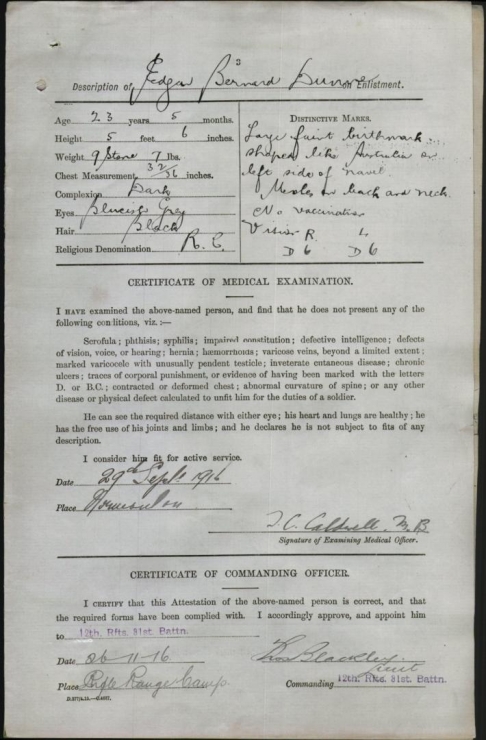 3
Description of Edgar Bernard Dunne on Enlistment.
Age 23 years 5 months.
Height 5 feet 6 inches.
Weight 9 Stone 7 lbs.
Chest Measurement 32/36 inches.
Complexion Dark
Eyes Blueish Grey
Hair Black
Religious Denomination R. C.
DISTINCTIVE MARKS.
Large faint birthmark
shaped like Australia on
left side of navel.
Moles on back and neck.
No vaccination
Vision R. L
D 6 D 6
CERTIFICATE OF MEDICAL EXAMINATION.
I HAVE examined the above-named person, and find that he does not present any of the
following conditions, viz. :—
Scrofula ; phthisis; syphilis; impaired constitution; defective intelligence; defects
of vision, voice, or hearing; hernia; hæmorrhoids; varicose veins, beyond a limited extent ;
marked varicocele with unusually pendent testicle; inveterate cutaneous disease; chronic
ulcers; traces of corporal punishment, or evidence of having been marked with the letters
D. or B.C.; contracted or deformed chest; abnormal curvature of spine; or any other
disease or physical defect calculated to unfit him for the duties of a soldier.
He can see the required distance with either eye; his heart and lungs are healthy; he
has the free use of his joints and limbs; and he declares he is not subject to fits of any
description.
I consider him fit for active service.
Date 29th Sept 1916
Place Normanton
T. C. Caldwell. M.B
Signature of Examining Medical Officer.
CERTIFICATE OF COMMANDING OFFICER.
I CERTIFY that this Attestation of the above-named person is correct, and that
the required forms have been complied with. I accordingly approve, and appoint him
to 12th. Rfts. 31st. Battn.
Date 26-11-16.
Thos Blackley Lieut
Place Rifle Range Camp.
Commanding 12th. Rfts. 31st. Battn.